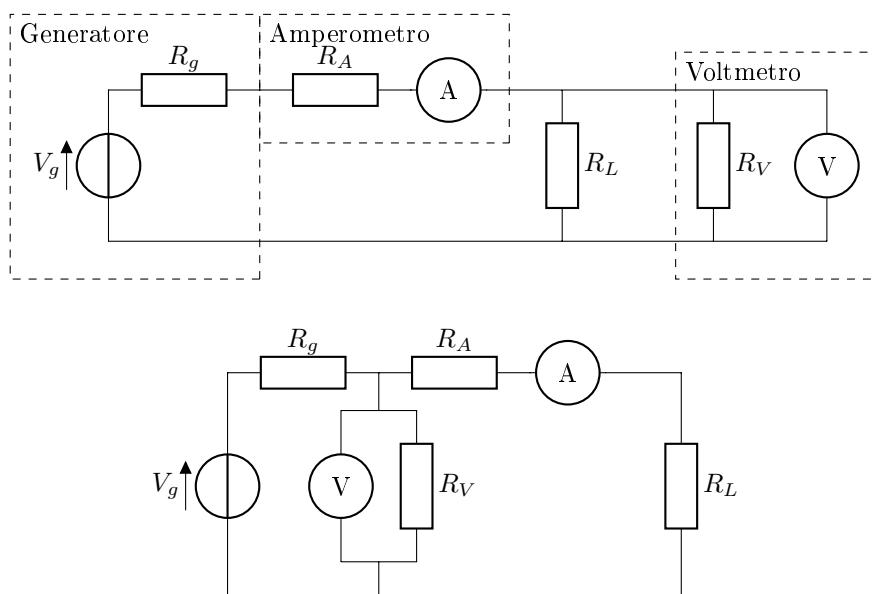 Generatore
Amperometro
R_g
R_A
A
Voltmetro
V_g
R_L
R_V
V
R_g
R_A
A
V_g
V
R_V
R_L